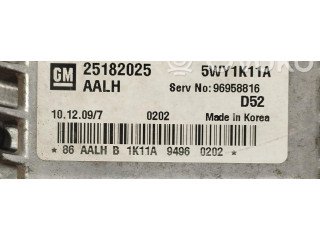 GM 25182025 5WY1K11A
AALH Serv No: 96958816
D52
10.12.09/7 0202 Made in Korea
* 86 AALH B 1K11A 9496 0202 *